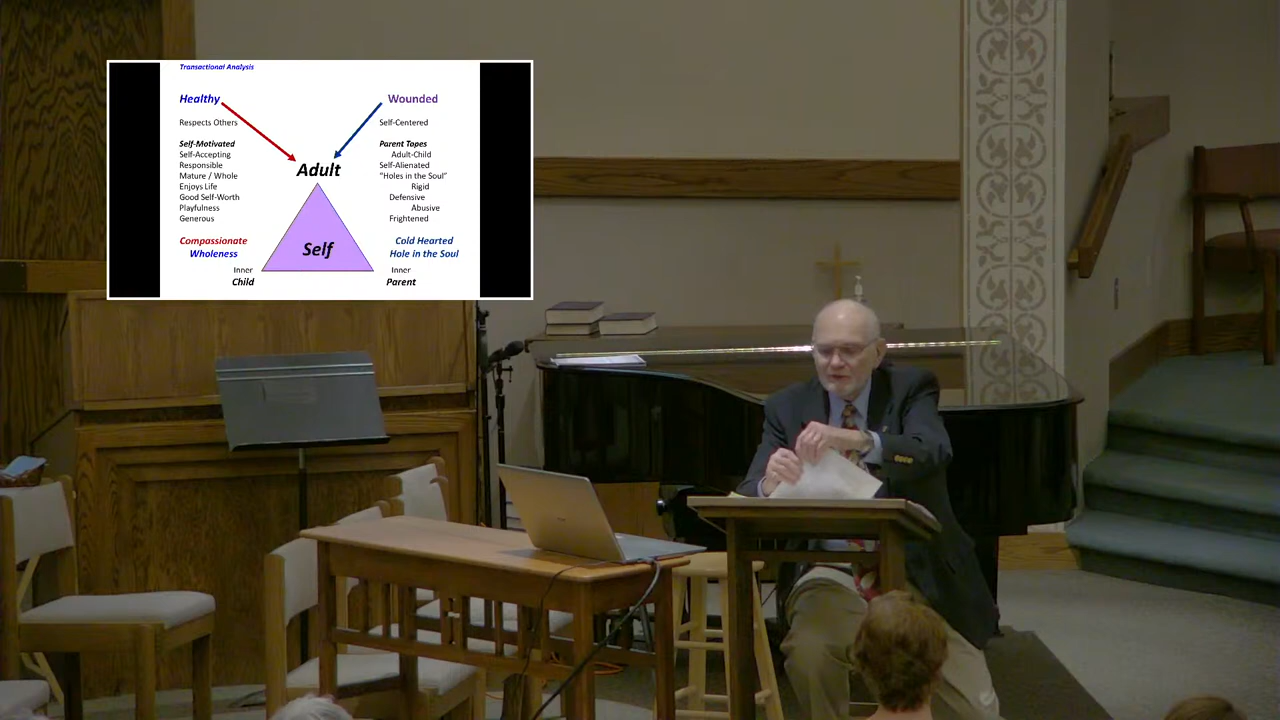 Transactional Analysis
Healthy
Wounded
Respects Others
Self-Centered
Self-Motivated
Parent Tapes
Self-Accepting
Adult-Child
Responsible
Self-Alienated
Adult
Mature / Whole
"Holes in the Soul"
Enjoys Life
Rigid
Good Self-Worth
Defensive
Playfulness
Abusive
Generous
Frightened
Compassionate
Cold Hearted
Self
Wholeness
Hole in the Soul
Inner
Inner
Child
Parent